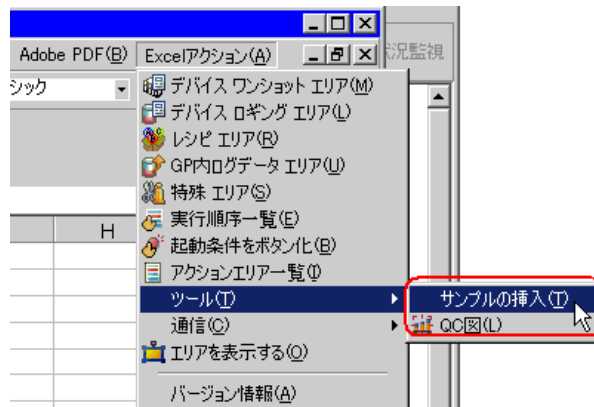 Adobe PDF(B) Excelアクション(A)
シック
状況監視
デバイス ワンショット エリア(M)
デバイス ロギング エリア(L)
レシピ エリア(R)
GP内ログデータ エリア(U)
特殊 エリア(S)
実行順序一覧(E)
H
起動条件をボタン化(B)
アクションエリア一覧(I)
ツール(T)
サンプルの挿入(T)
通信(C)
QC図(L)
エリアを表示する(O)
バージョン情報(A)